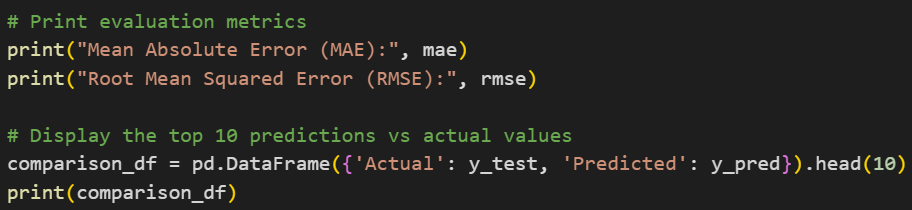 # Print evaluation metrics
print("Mean Absolute Error (MAE):", mae)
print("Root Mean Squared Error (RMSE):", rmse)

# Display the top 10 predictions vs actual values
comparison_df = pd.DataFrame({'Actual': y_test, 'Predicted': y_pred}).head(10)
print(comparison_df)